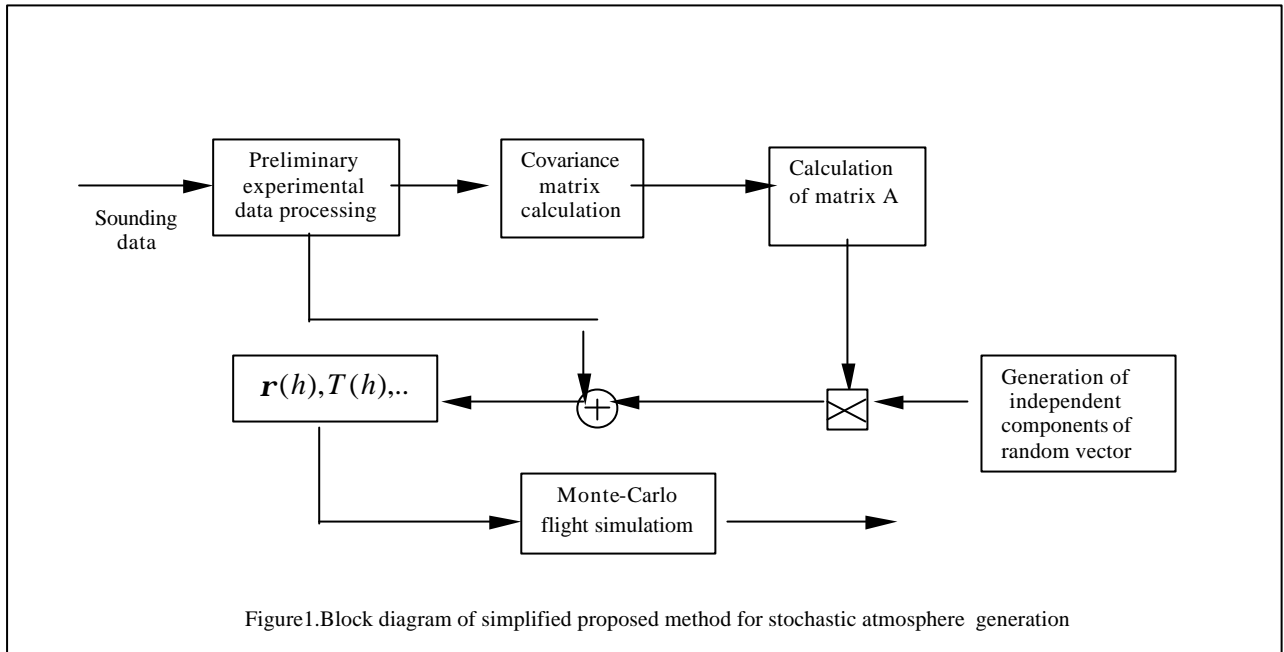 Preliminary
experimental
data processing
Covariance
matrix
calculation
Calculation
of matrix A
Sounding
data
r(h),T(h),..
+
Generation of
independent
components of
random vector
Monte-Carlo
flight simulatiom
Figure1.Block diagram of simplified proposed method for stochastic atmosphere generation